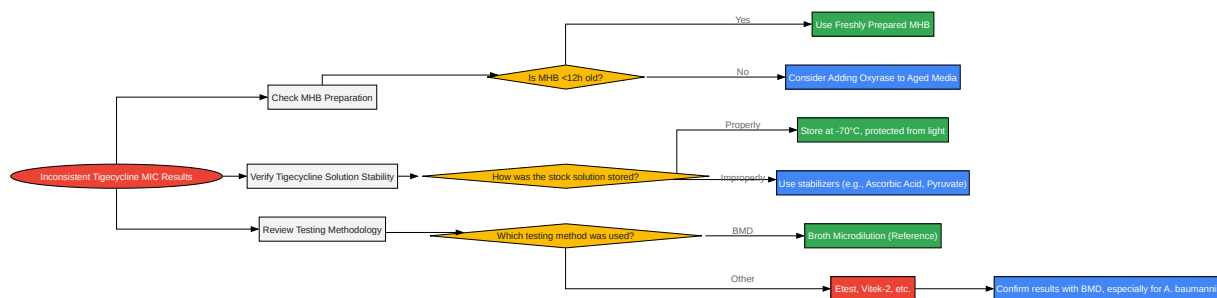 Yes
Use Freshly Prepared MHB
Is MHB <12h old?
No
Consider Adding Oxyrase to Aged Media
Check MHB Preparation
Properly
Store at -70°C, protected from light
Inconsistent Tigecycline MIC Results
Verify Tigecycline Solution Stability
How was the stock solution stored?
Improperly
Use stabilizers (e.g., Ascorbic Acid, Pyruvate)
Review Testing Methodology
Which testing method was used?
BMD
Broth Microdilution (Reference)
Other
Etest, Vitek-2, etc.
Confirm results with BMD, especially for A. baumannii